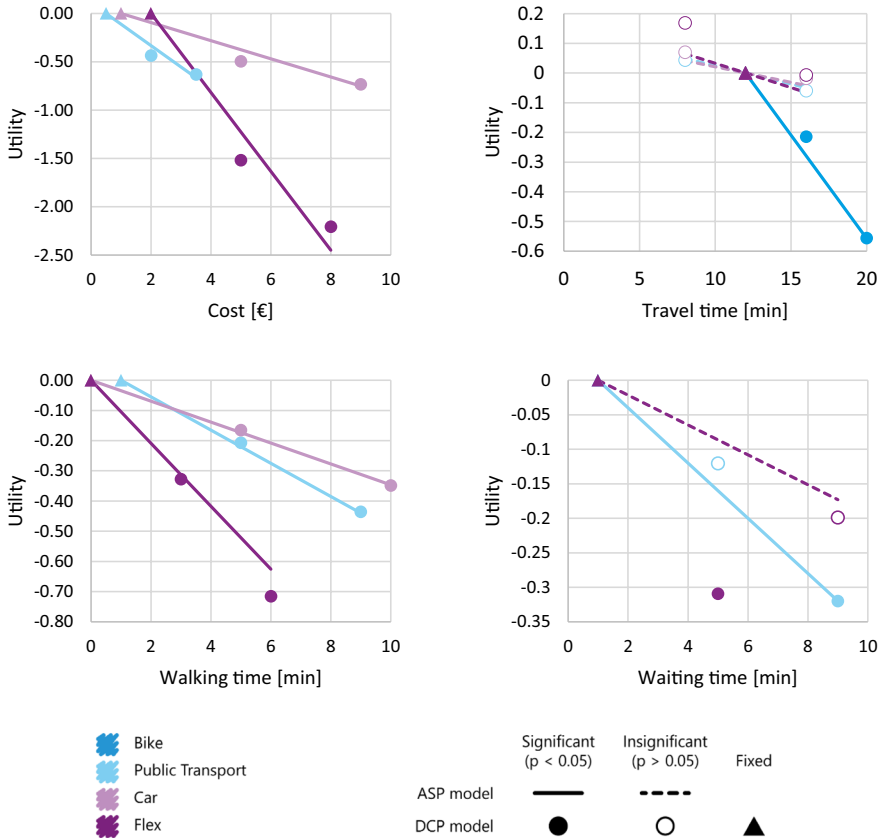 0.00
-0.50
-1.00
-1.50
-2.00
-2.50
Utility
0 2 4 6 8 10
Cost [€]
0.2
0.1
0
-0.1
-0.2
-0.3
-0.4
-0.5
-0.6
Utility
0 5 10 15 20
Travel time [min]
0.00
-0.10
-0.20
-0.30
-0.40
-0.50
-0.60
-0.70
-0.80
Utility
0 2 4 6 8 10
Walking time [min]
0
-0.05
-0.1
-0.15
-0.2
-0.25
-0.3
-0.35
Utility
0 2 4 6 8 10
Waiting time [min]
Bike
Public Transport
Car
Flex
Significant Insignificant Fixed
(p < 0.05) (p > 0.05)
ASP model
DCP model